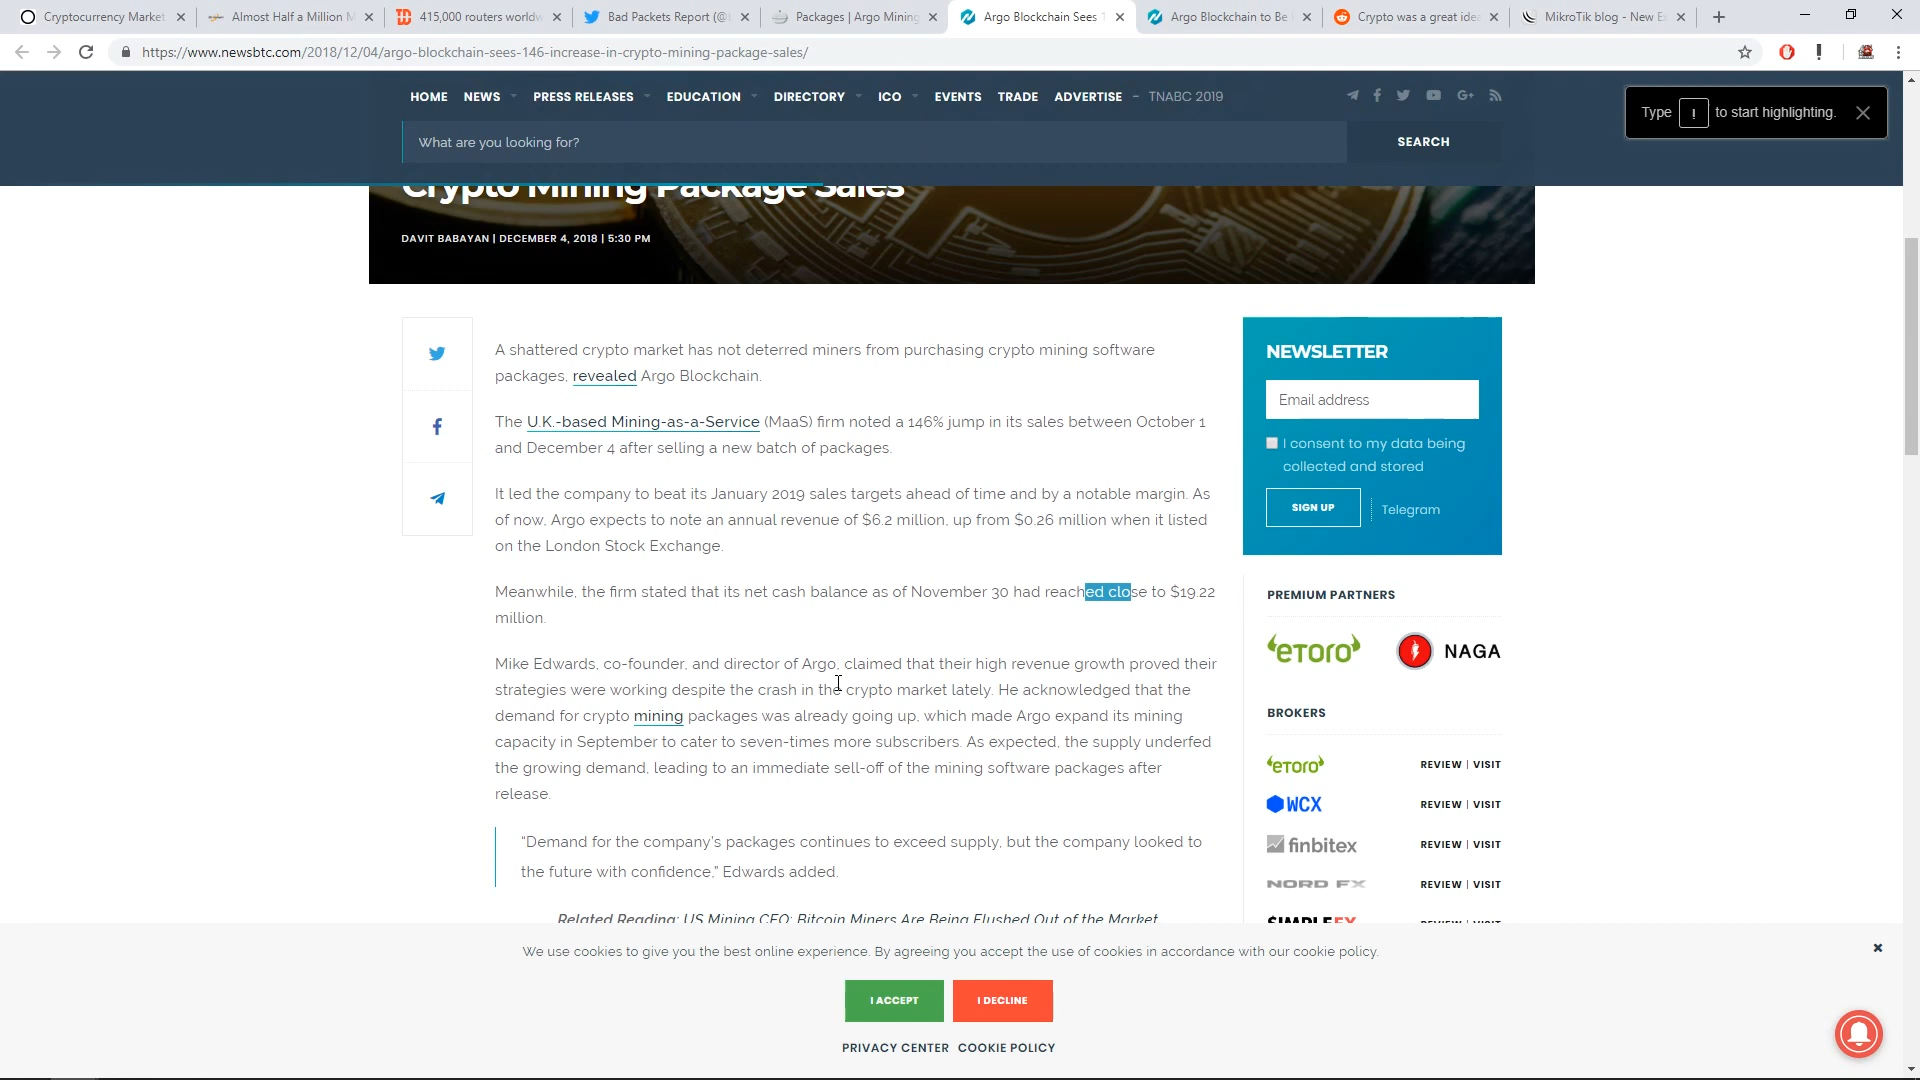 Cryptocurrency Market
Almost Half a Million M
415,000 routers worldw
Bad Packets Report (@
Packages | Argo Mining
Argo Blockchain Sees
Argo Blockchain to Be
Crypto was a great ide
MikroTik blog - New E
https://www.newsbtc.com/2018/12/04/argo-blockchain-sees-146-increase-in-crypto-mining-package-sales/
HOME NEWS PRESS RELEASES EDUCATION DIRECTORY ICO EVENTS TRADE ADVERTISE - TNABC 2019
Type ! to start highlighting.
What are you looking for?
SEARCH
Crypto Mining Package Sales
DAVIT BABAYAN | DECEMBER 4, 2018 | 5:30 PM
A shattered crypto market has not deterred miners from purchasing crypto mining software
packages, revealed Argo Blockchain.
The U.K.-based Mining-as-a-Service (MaaS) firm noted a 146% jump in its sales between October 1
and December 4 after selling a new batch of packages.
It led the company to beat its January 2019 sales targets ahead of time and by a notable margin. As
of now, Argo expects to note an annual revenue of $6.2 million, up from $0.26 million when it listed
on the London Stock Exchange.
Meanwhile, the firm stated that its net cash balance as of November 30 had reached close to $19.22
million.
Mike Edwards, co-founder, and director of Argo, claimed that their high revenue growth proved their
strategies were working despite the crash in the crypto market lately. He acknowledged that the
demand for crypto mining packages was already going up, which made Argo expand its mining
capacity in September to cater to seven-times more subscribers. As expected, the supply underfed
the growing demand, leading to an immediate sell-off of the mining software packages after
release.
“Demand for the company’s packages continues to exceed supply, but the company looked to
the future with confidence,” Edwards added.
Related Reading: US Mining CEO: Bitcoin Miners Are Being Flushed Out of the Market
NEWSLETTER
Email address
I consent to my data being
collected and stored
SIGN UP
Telegram
PREMIUM PARTNERS
eToro
NAGA
BROKERS
eToro REVIEW | VISIT
WCX REVIEW | VISIT
finbitex REVIEW | VISIT
NORD FX REVIEW | VISIT
SIMPLEFX REVIEW | VISIT
We use cookies to give you the best online experience. By agreeing you accept the use of cookies in accordance with our cookie policy.
I ACCEPT
I DECLINE
PRIVACY CENTER COOKIE POLICY